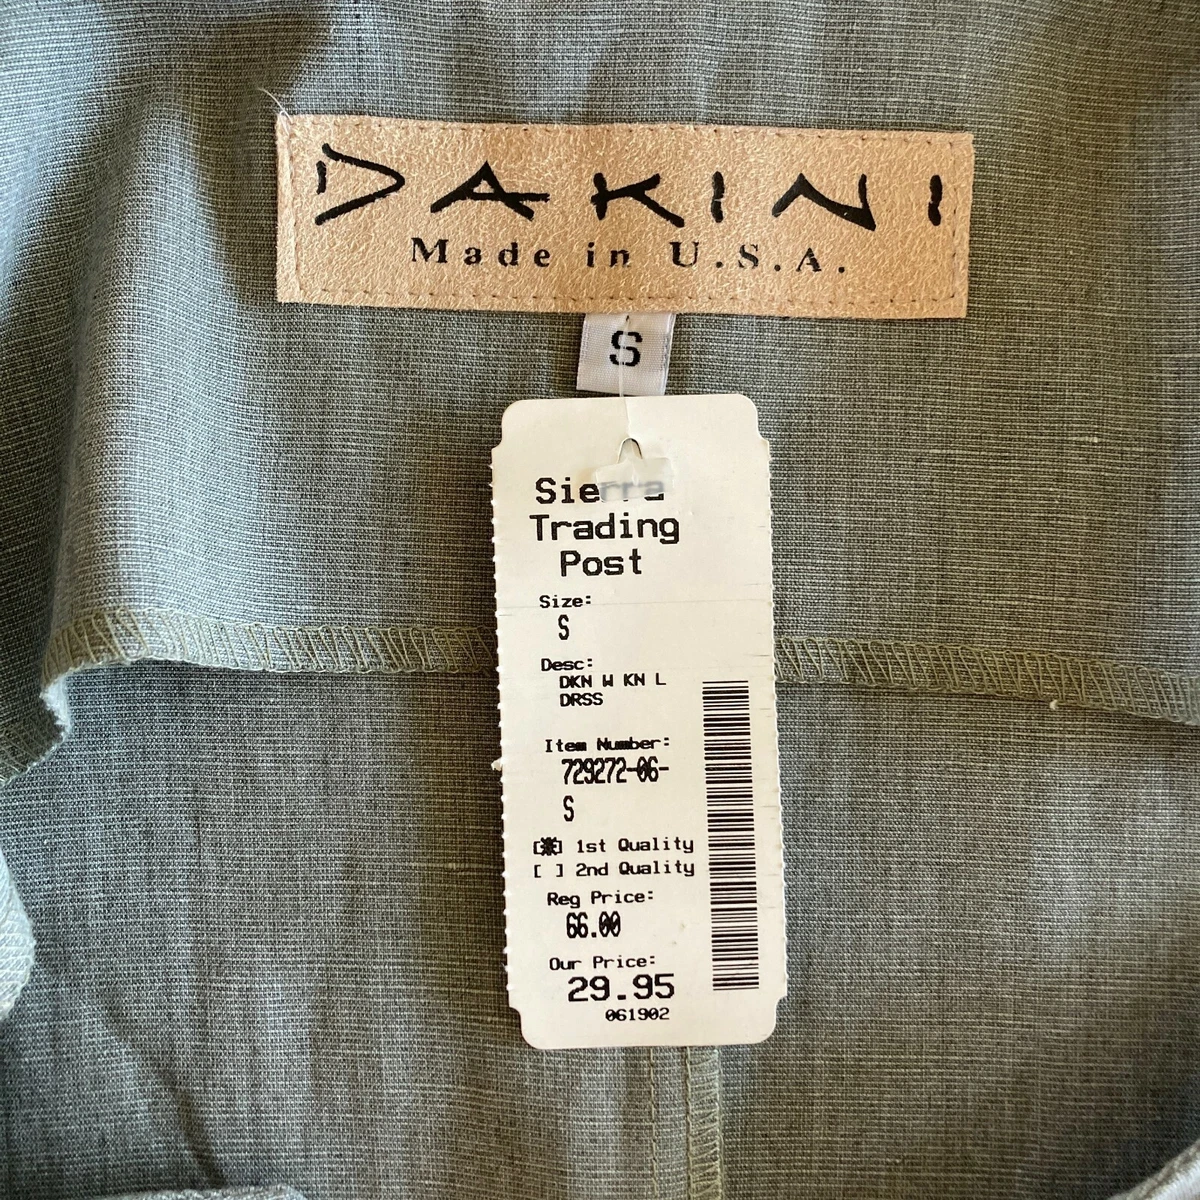 DAKINI
Made in U.S.A.
S
Sierra
Trading
Post
Size:
S
Desc:
DKN W KN L
DRSS
Item Number:
729272-06-
S
[*] 1st Quality
[ ] 2nd Quality
Reg Price:
66.00
Our Price:
29.95
061902